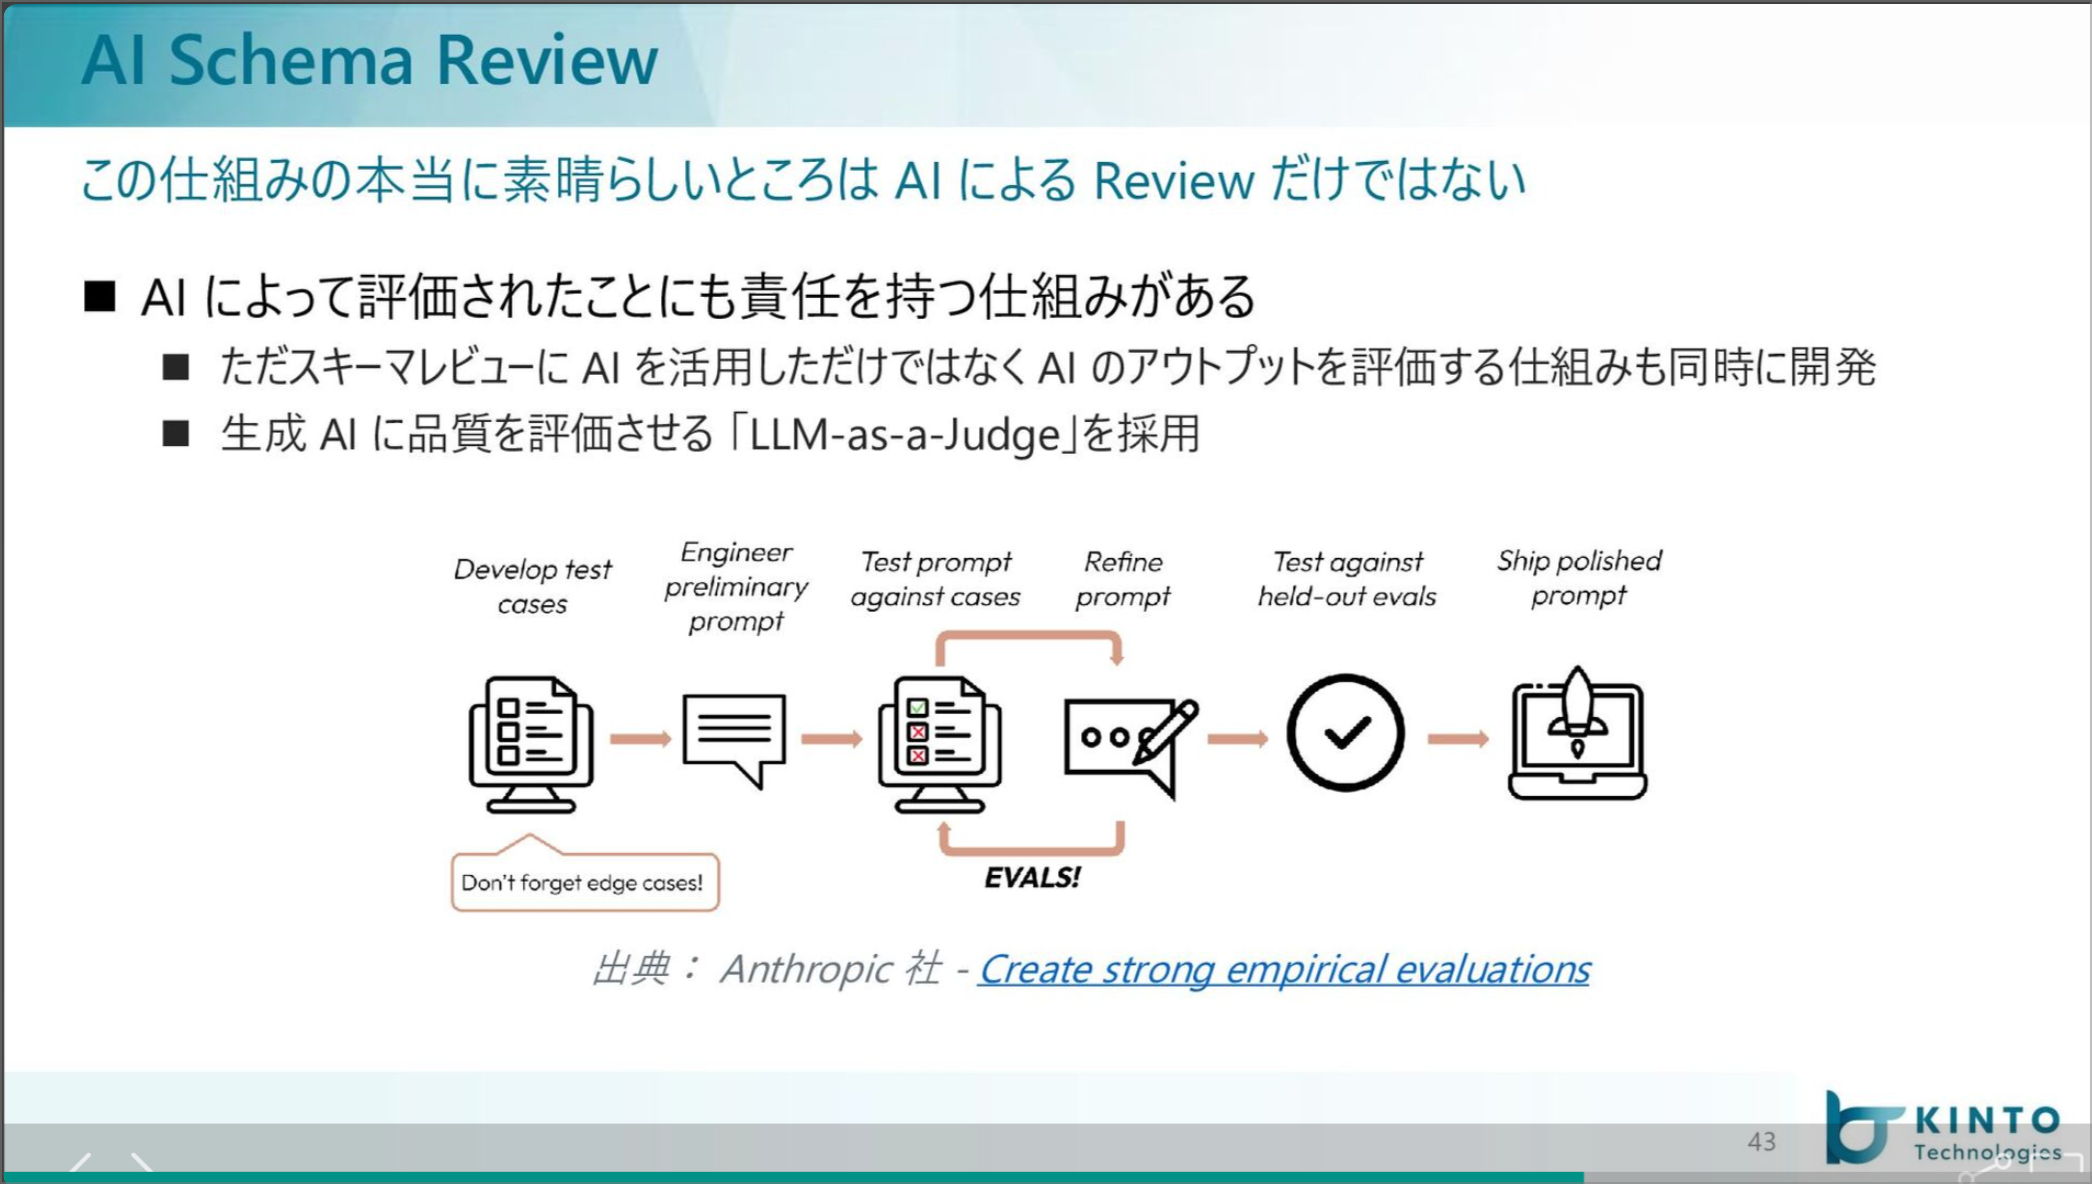 AI Schema Review
この仕組みの本当に素晴らしいところは AI による Review だけではない
AI によって評価されたことにも責任を持つ仕組みがある
ただスキーマレビューに AI を活用しただけではなく AI のアウトプットを評価する仕組みも同時に開発
生成 AI に品質を評価させる「LLM-as-a-Judge」を採用
Develop test
cases
Engineer
preliminary
prompt
Test prompt
against cases
Refine
prompt
Test against
held-out evals
Ship polished
prompt
Don't forget edge cases!
EVALS!
出典： Anthropic 社 - Create strong empirical evaluations
43
KINTO
Technologies